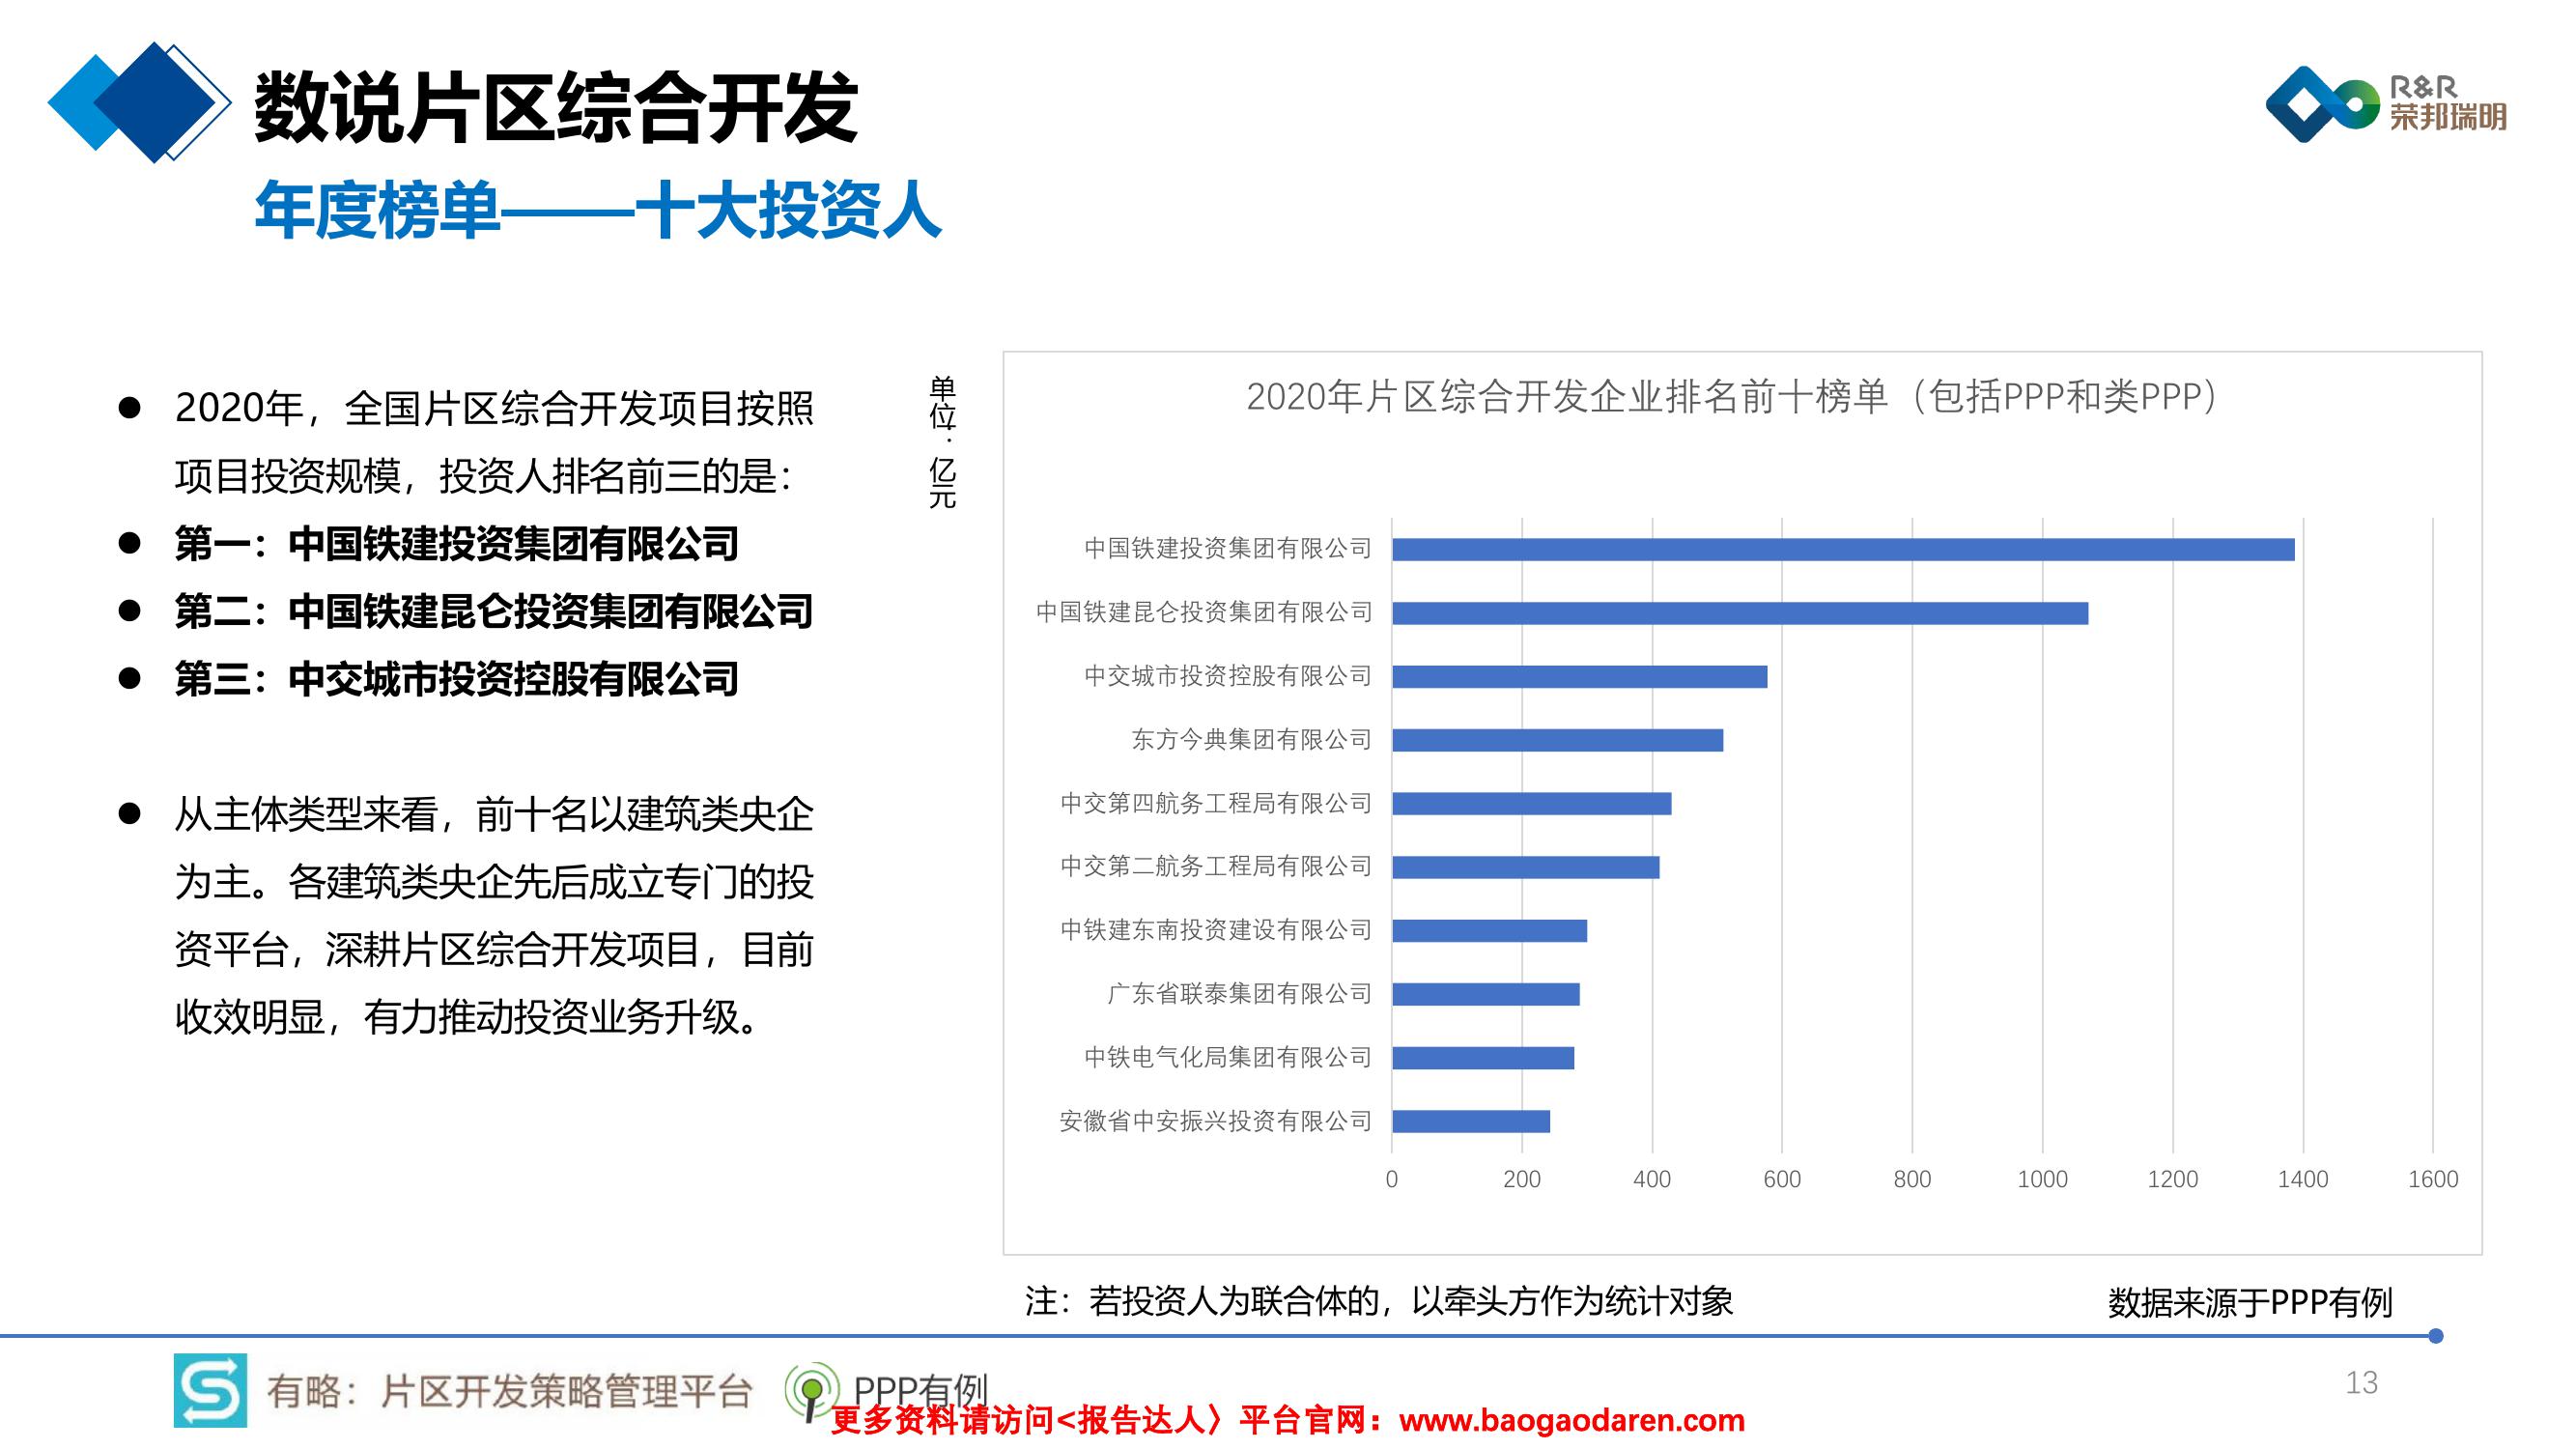 数说片区综合开发
年度榜单——十大投资人
R&R
荣邦瑞明
2020年，全国片区综合开发项目按照
项目投资规模，投资人排名前三的是：
第一：中国铁建投资集团有限公司
第二：中国铁建昆仑投资集团有限公司
第三：中交城市投资控股有限公司
从主体类型来看，前十名以建筑类央企
为主。各建筑类央企先后成立专门的投
资平台，深耕片区综合开发项目，目前
收效明显，有力推动投资业务升级。
单位：亿元
2020年片区综合开发企业排名前十榜单（包括PPP和类PPP）
中国铁建投资集团有限公司
中国铁建昆仑投资集团有限公司
中交城市投资控股有限公司
东方今典集团有限公司
中交第四航务工程局有限公司
中交第二航务工程局有限公司
中铁建东南投资建设有限公司
广东省联泰集团有限公司
中铁电气化局集团有限公司
安徽省中安振兴投资有限公司
0 200 400 600 800 1000 1200 1400 1600
注：若投资人为联合体的，以牵头方作为统计对象
数据来源于PPP有例
有略：片区开发策略管理平台
PPP有例
13
更多资料请访问<报告达人〉平台官网：www.baogaodaren.com